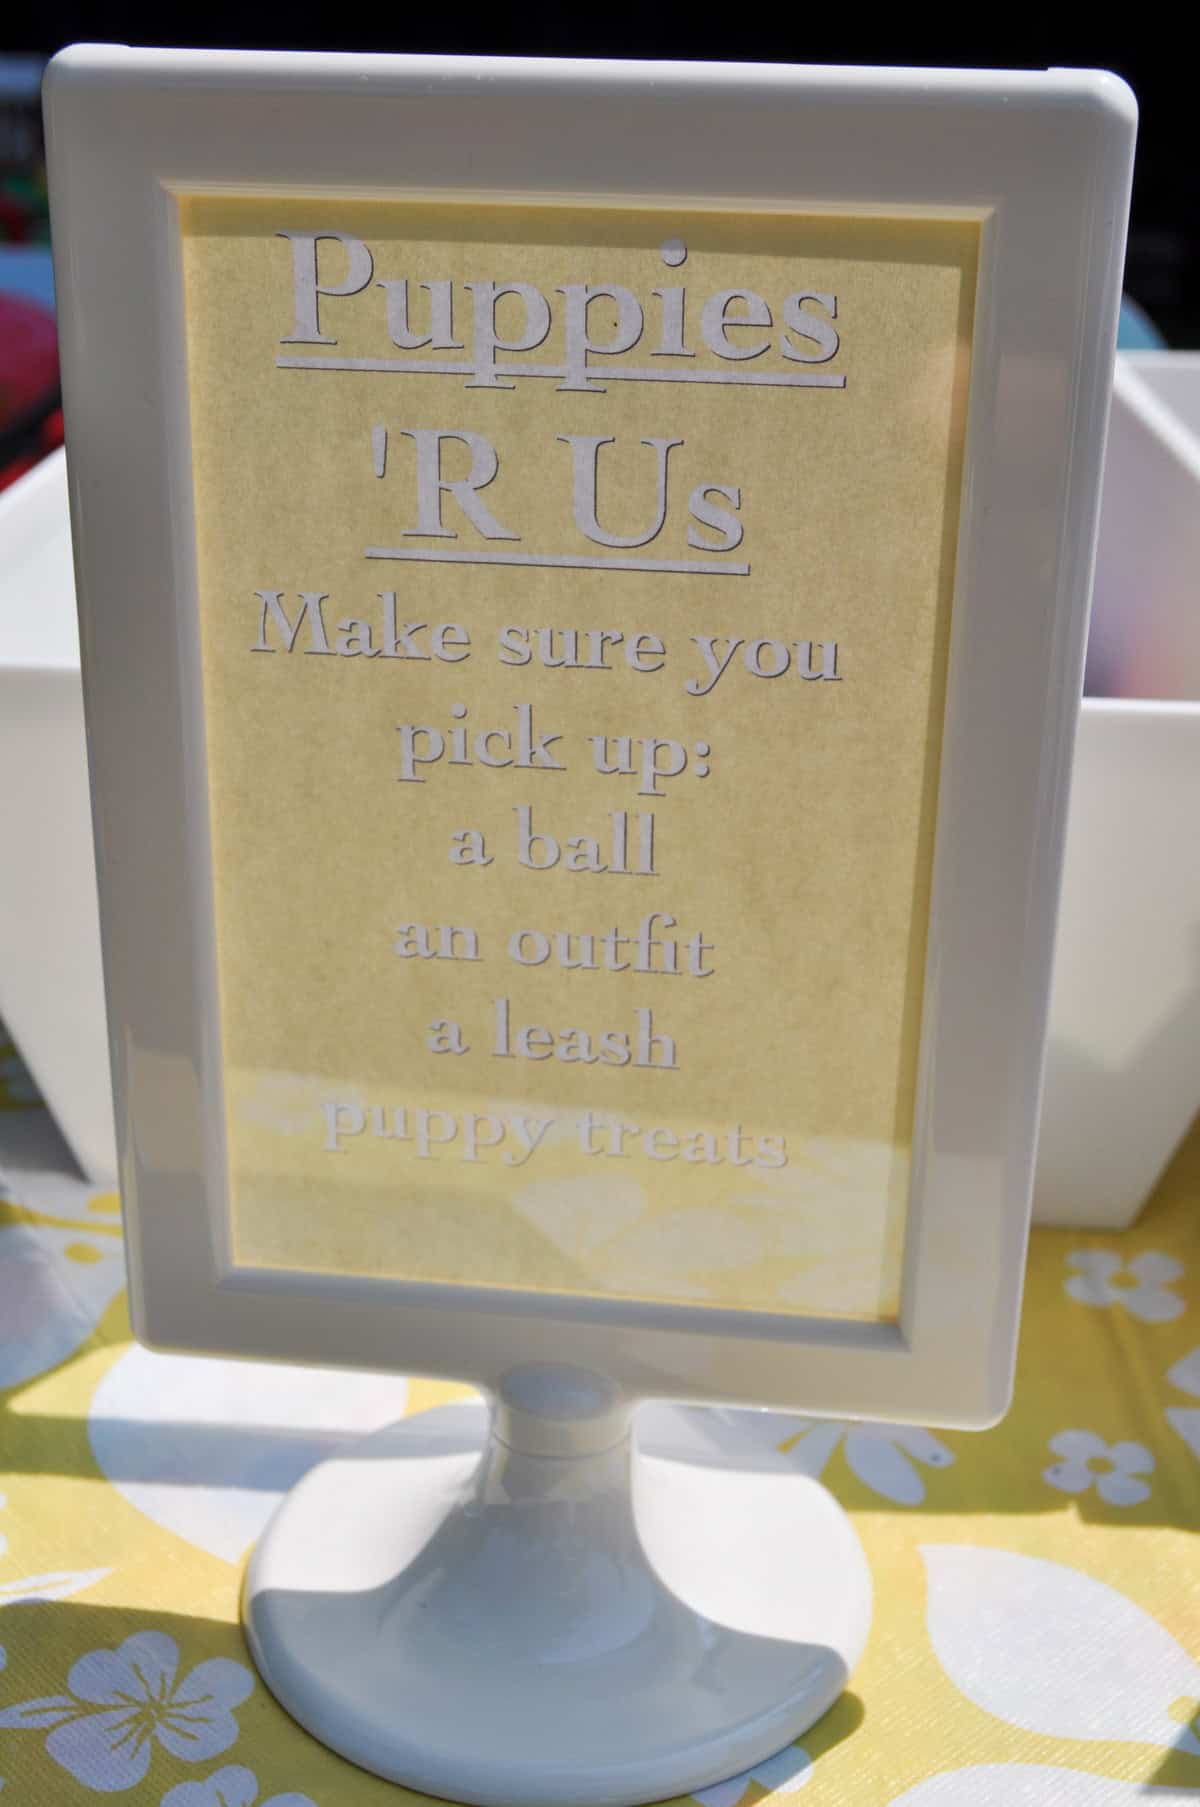 Puppies
'R Us
Make sure you
pick up:
a ball
an outfit
a leash
puppy treats